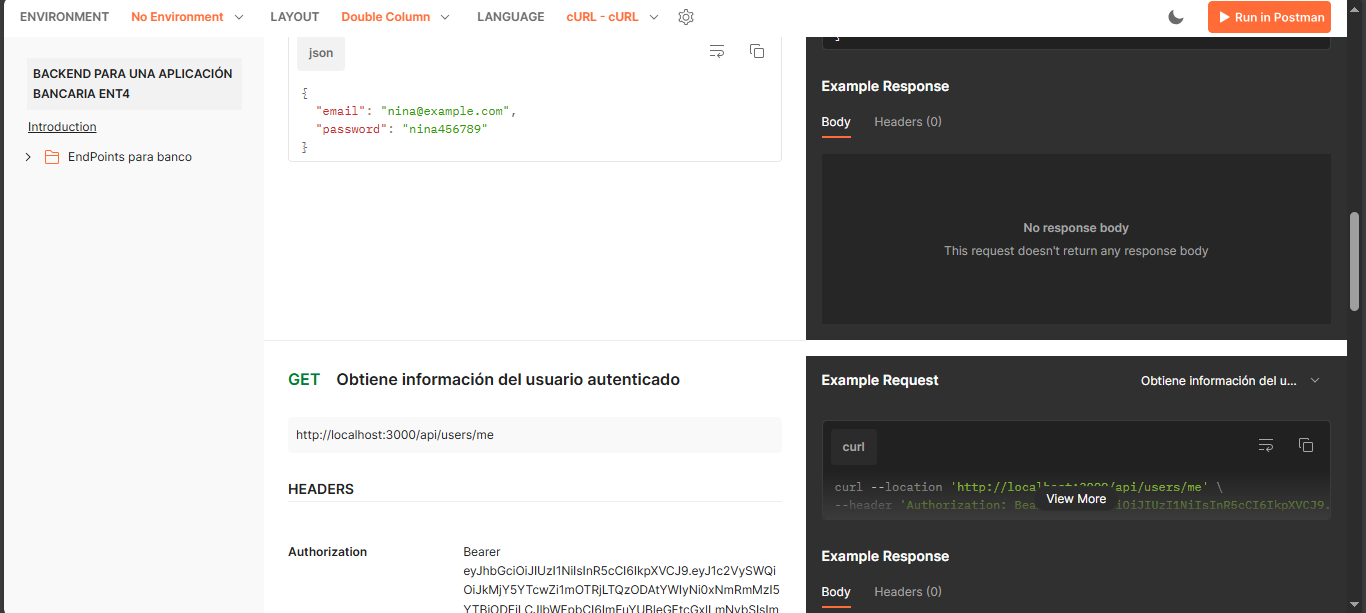 ENVIRONMENT No Environment LAYOUT Double Column LANGUAGE cURL - cURL Run in Postman
BACKEND PARA UNA APLICACIÓN
BANCARIA ENT4
Introduction
EndPoints para banco
json
{
"email": "nina@example.com",
"password": "nina456789"
}
}
Example Response
Body Headers (0)
No response body
This request doesn't return any response body
GET Obtiene información del usuario autenticado
http://localhost:3000/api/users/me
HEADERS
Authorization Bearer
eyJhbGciOiJIUzI1NiIsInR5cCI6IkpXVCJ9.eyJ1c2VySWQi
Example Request Obtiene información del u...
curl
curl --location 'http://localhost:3000/api/users/me' \
--header 'Authorization: Bea
View More
Example Response
Body Headers (0)